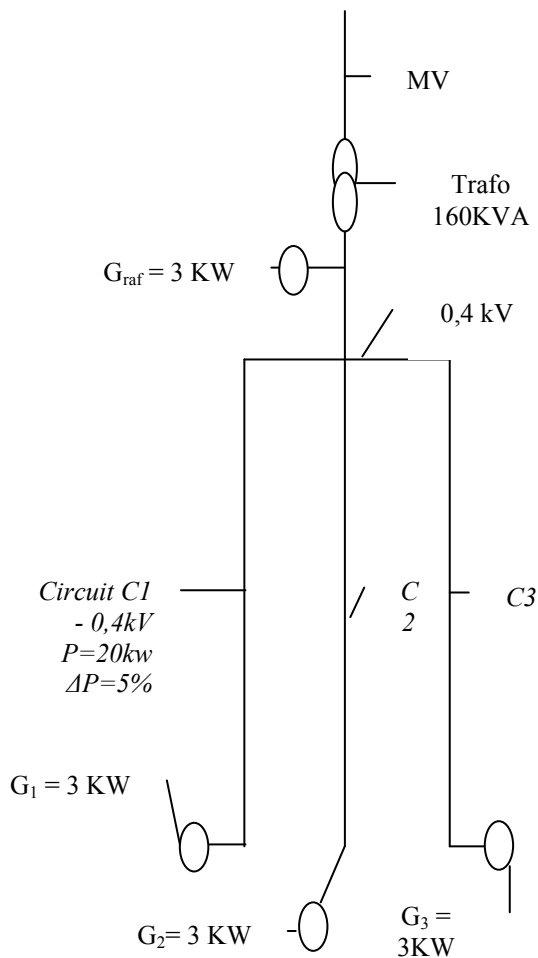 MV
Trafo
160KVA
G_raf = 3 KW
0,4 kV
Circuit C1
- 0,4kV
P=20kw
ΔP=5%
C
2
C3
G₁ = 3 KW
G₂= 3 KW
G₃ =
3KW